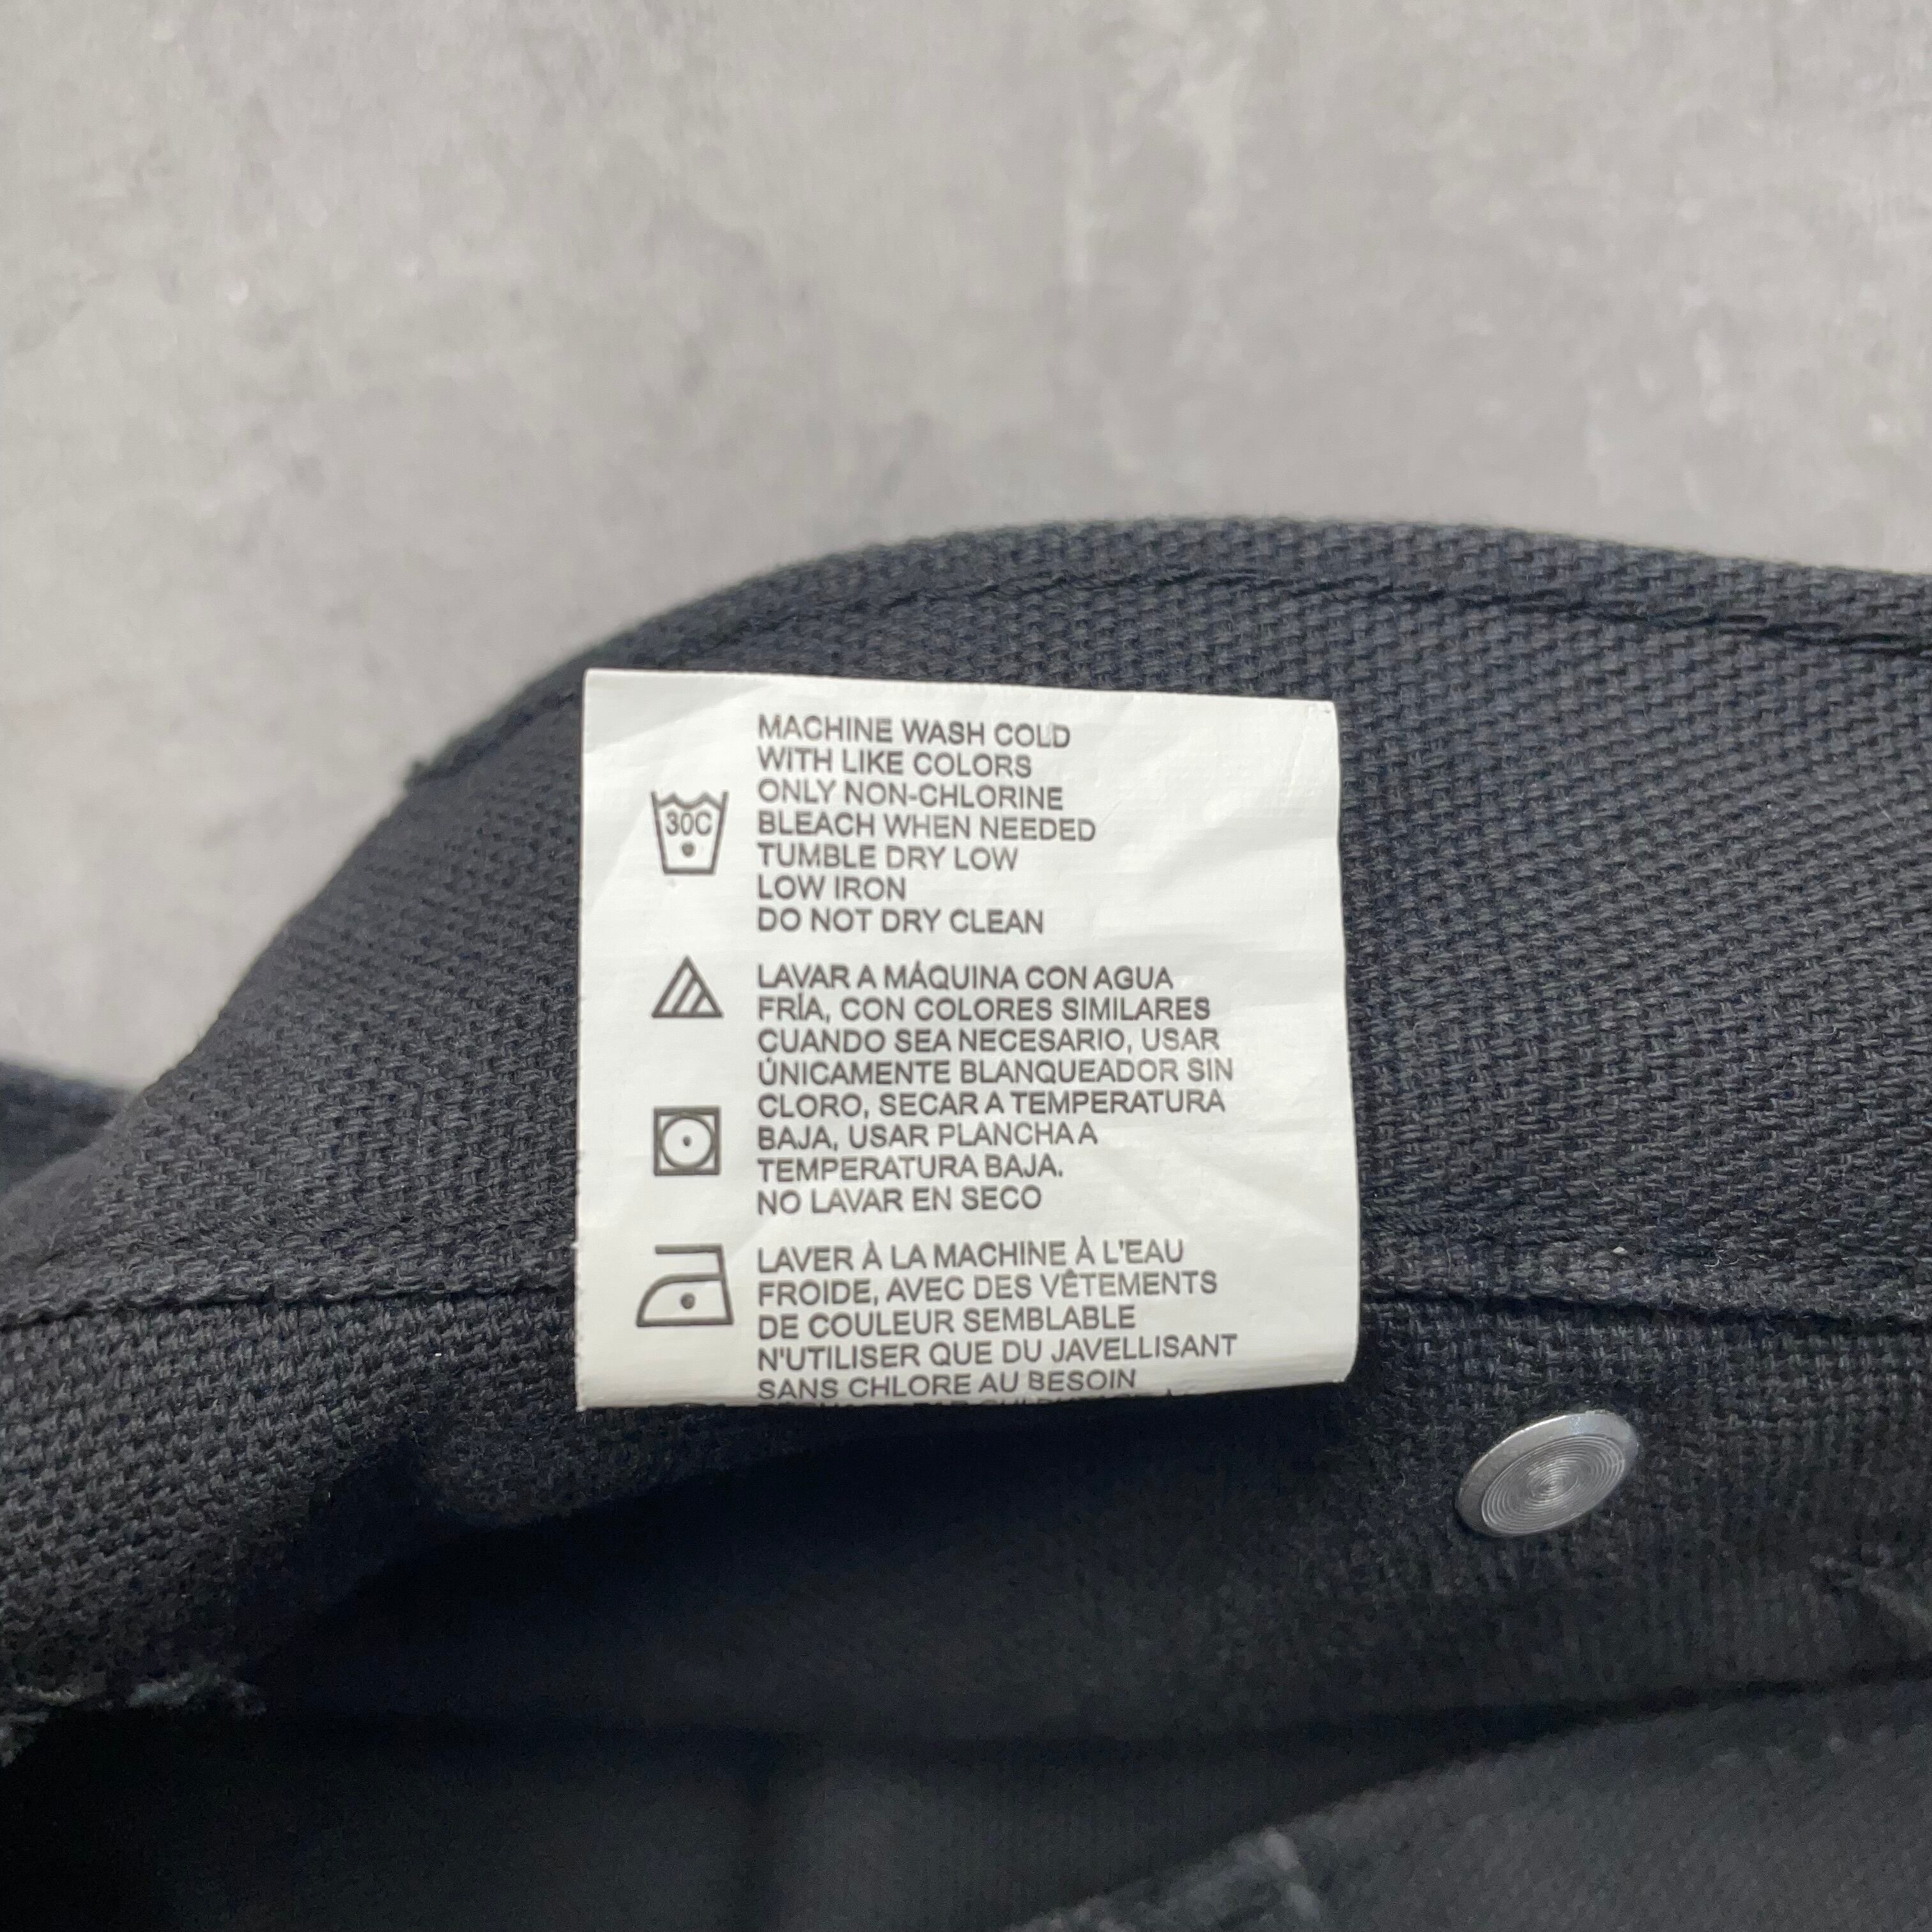 MACHINE WASH COLD
WITH LIKE COLORS
ONLY NON-CHLORINE
BLEACH WHEN NEEDED
TUMBLE DRY LOW
LOW IRON
DO NOT DRY CLEAN
30C
LAVAR A MÁQUINA CON AGUA
FRÍA, CON COLORES SIMILARES
CUANDO SEA NECESARIO, USAR
ÚNICAMENTE BLANQUEADOR SIN
CLORO, SECAR A TEMPERATURA
BAJA, USAR PLANCHA A
TEMPERATURA BAJA.
NO LAVAR EN SECO
LAVER À LA MACHINE À L'EAU
FROIDE, AVEC DES VÊTEMENTS
DE COULEUR SEMBLABLE
N'UTILISER QUE DU JAVELLISANT
SANS CHLORE AU BESOIN